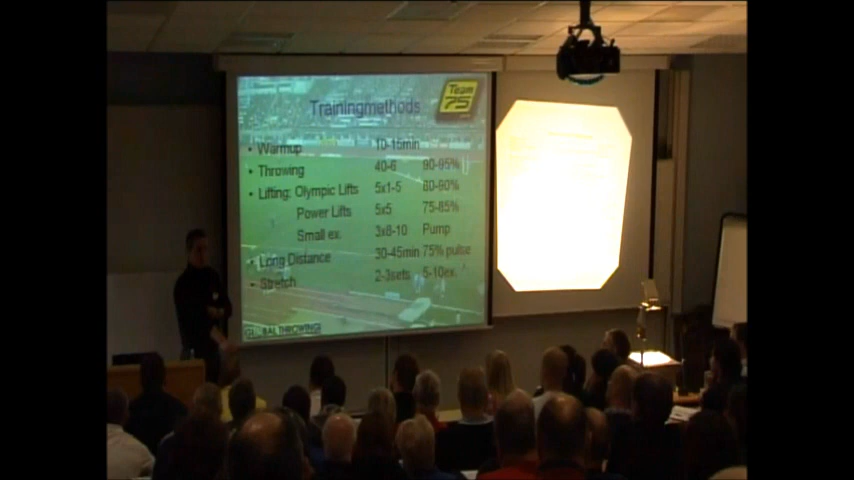 Team
75
Trainingmethods
• Warmup 10-15min
• Throwing 40-6 90-95%
• Lifting: Olympic Lifts 5x1-5 80-90%
Power Lifts 5x5 75-85%
Small ex. 3x8-10 Pump
• Long Distance 30-45min 75% pulse
• Stretch 2-3sets 5-10ex.
GLOBALTHROWING